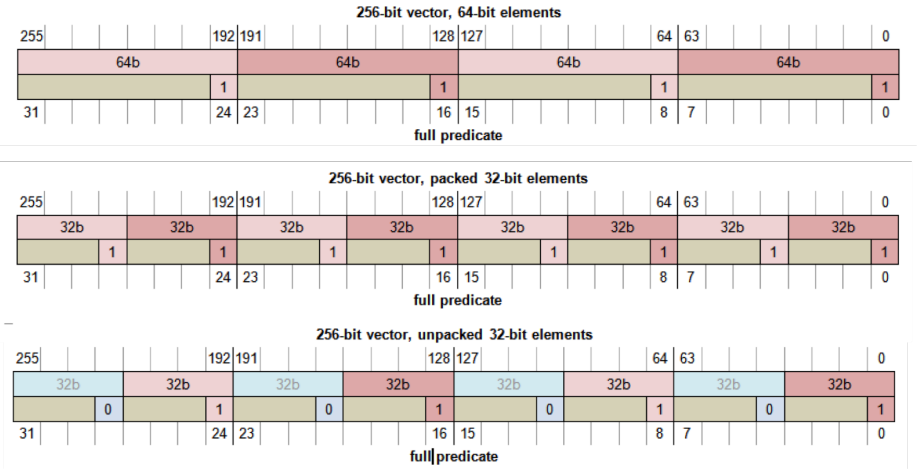 256-bit vector, 64-bit elements
255 192 191 128 127 64 63 0
64b 64b 64b 64b
1 1 1 1
31 24 23 16 15 8 7 0
full predicate
256-bit vector, packed 32-bit elements
255 192 191 128 127 64 63 0
32b 32b 32b 32b 32b 32b 32b 32b
1 1 1 1 1 1 1 1
31 24 23 16 15 8 7 0
full predicate
256-bit vector, unpacked 32-bit elements
255 192 191 128 127 64 63 0
32b 32b 32b 32b 32b 32b 32b 32b
0 1 0 1 0 1 0 1
31 24 23 16 15 8 7 0
full predicate